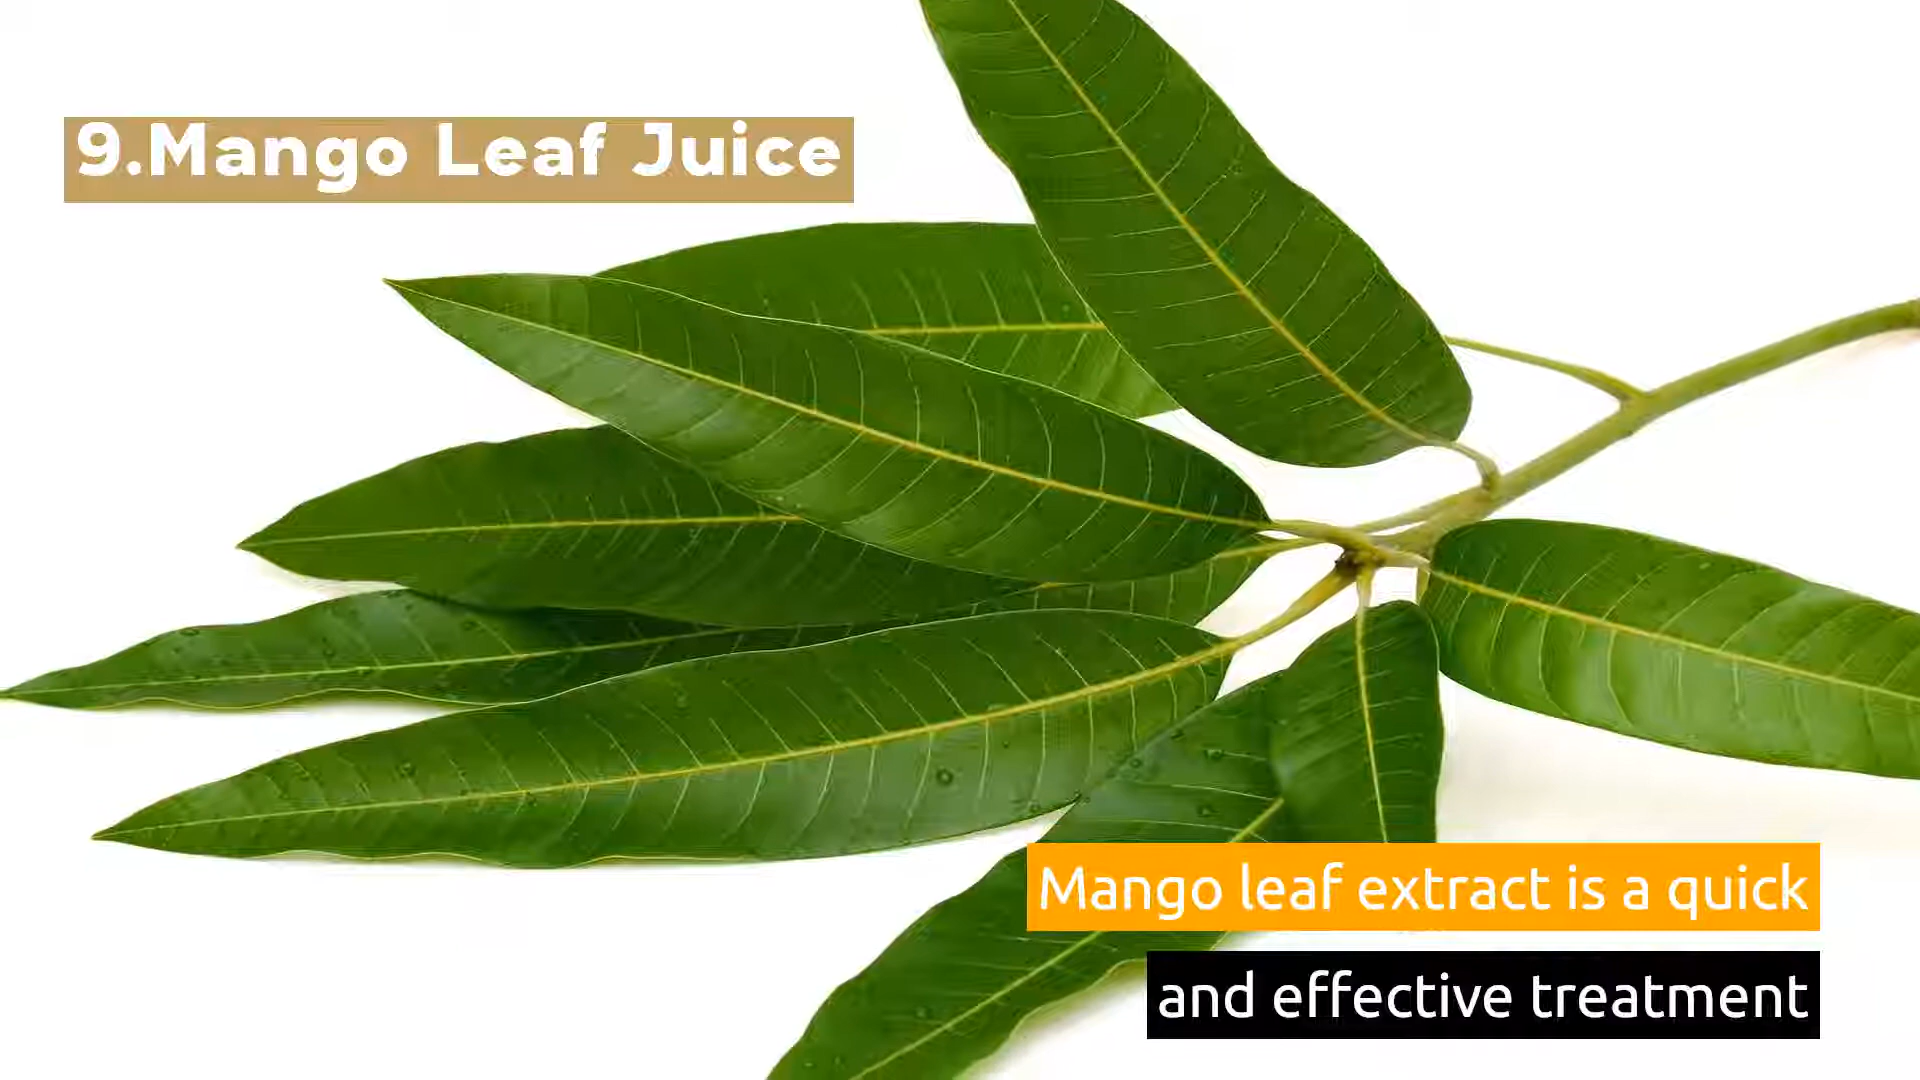 9.Mango Leaf Juice
Mango leaf extract is a quick
and effective treatment